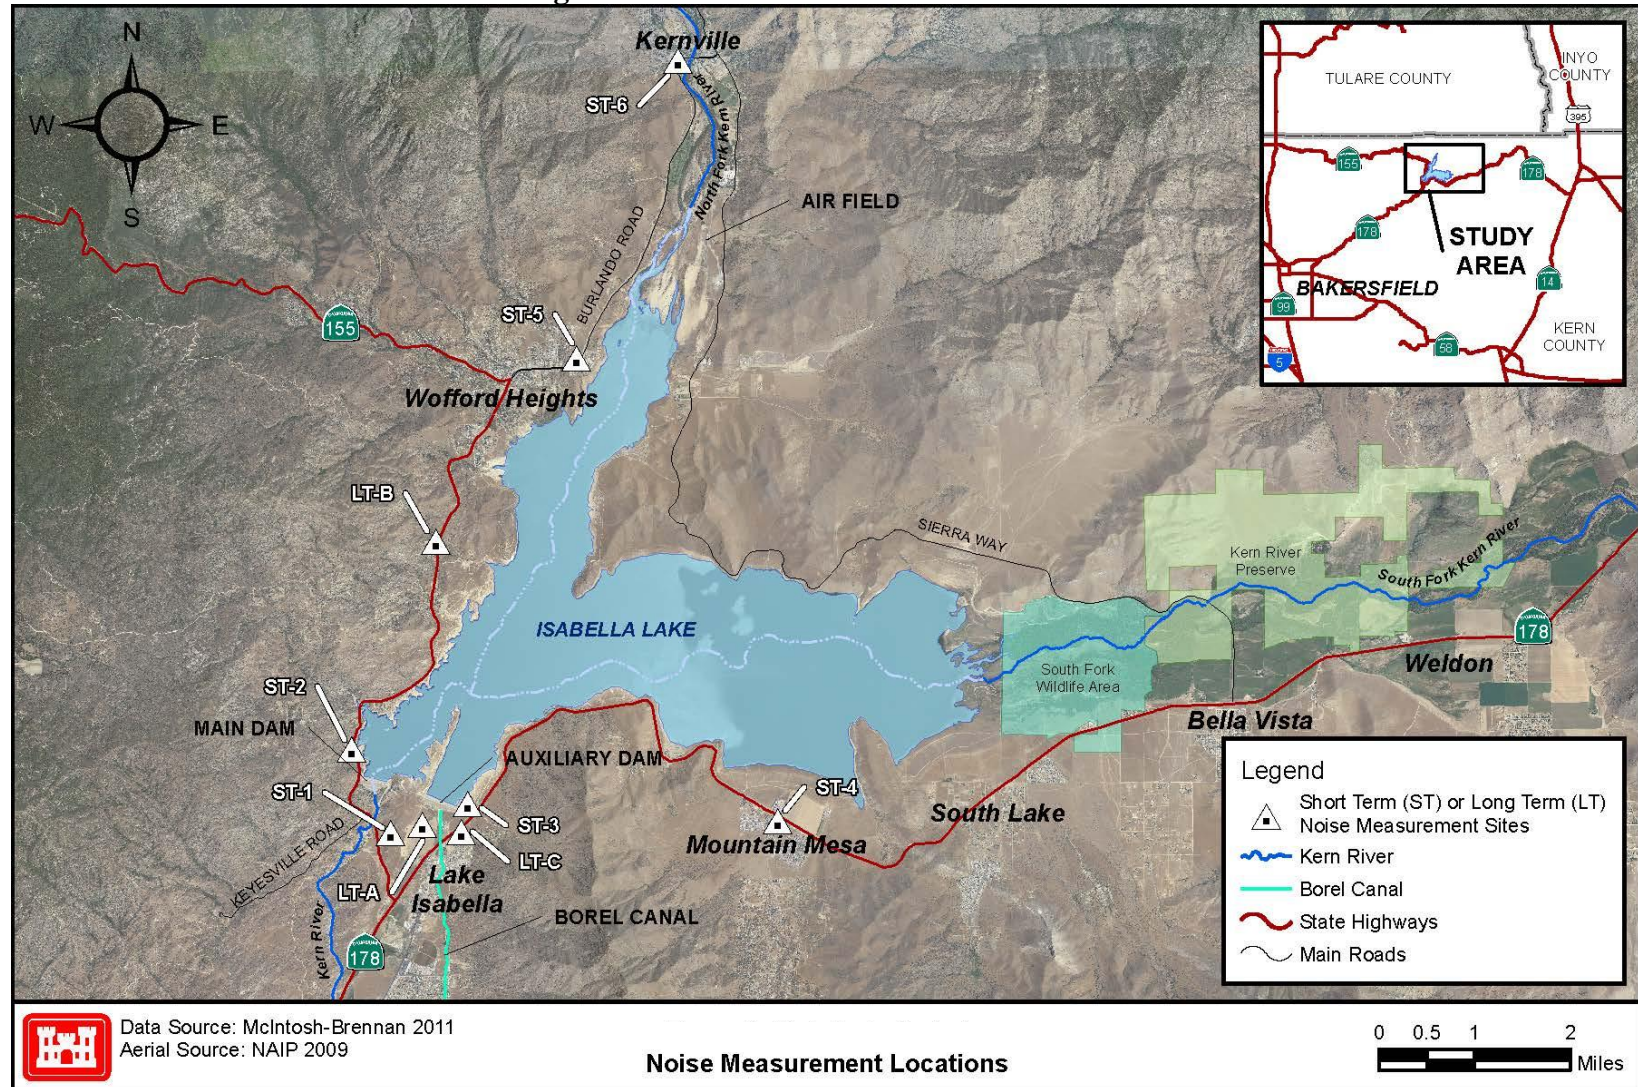 N
W
E
S
Kernville
ST-6
North Fork Kern River
AIR FIELD
BURLANDO ROAD
ST-5
155
Wofford Heights
LT-B
SIERRA WAY
Kern River
Preserve
South Fork Kern River
ISABELLA LAKE
178
South Fork
Wildlife Area
Weldon
ST-2
Bella Vista
MAIN DAM
AUXILIARY DAM
ST-1
ST-4
South Lake
ST-3
Mountain Mesa
KEYESVILLE ROAD
LT-C
LT-A
Lake
Isabella
BOREL CANAL
Kern River
178
TULARE COUNTY
INYO
COUNTY
395
155
178
178
STUDY
AREA
14
BAKERSFIELD
99
KERN
COUNTY
58
5
Legend
Short Term (ST) or Long Term (LT)
Noise Measurement Sites
Kern River
Borel Canal
State Highways
Main Roads
Data Source: McIntosh-Brennan 2011
Aerial Source: NAIP 2009
Noise Measurement Locations
0 0.5 1 2
Miles